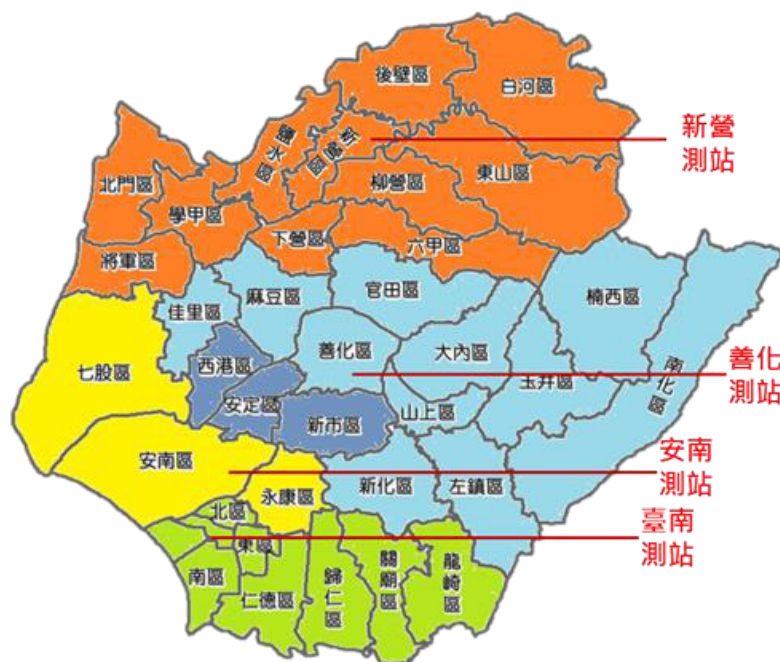 後壁區
白河區
新營區
鹽水區
新營
測站
北門區
學甲區
柳營區
東山區
下營區
六甲區
將軍區
麻豆區
官田區
楠西區
佳里區
七股區
西港區
善化區
大內區
玉井區
南化區
善化
測站
安定區
新市區
山上區
安南區
新化區
左鎮區
安南
測站
永康區
北區
臺南
測站
東區
南區
仁德區
歸仁區
關廟區
龍崎區